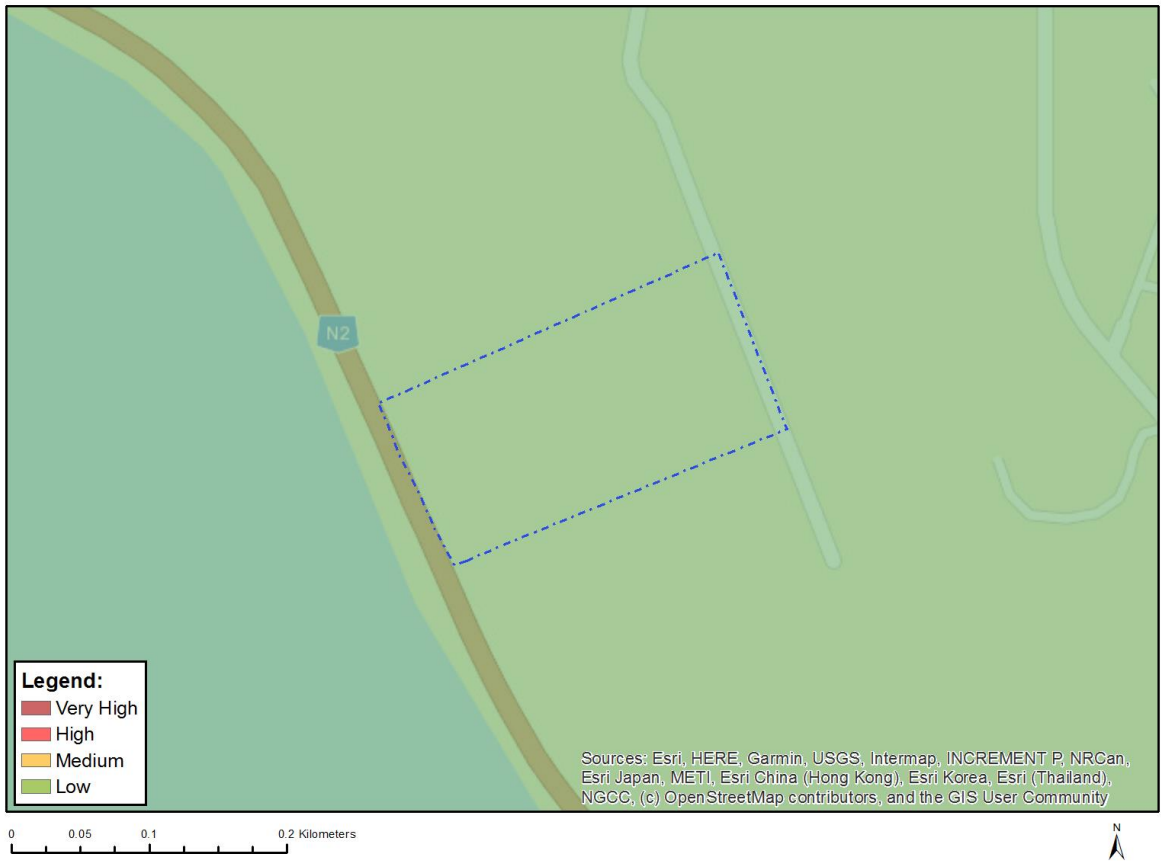 N2
Legend:
Very High
High
Medium
Low
Sources: Esri, HERE, Garmin, USGS, Intermap, INCREMENT P, NRCan,
Esri Japan, METI, Esri China (Hong Kong), Esri Korea, Esri (Thailand),
NGCC, (c) OpenStreetMap contributors, and the GIS User Community
0 0.05 0.1 0.2 Kilometers
N